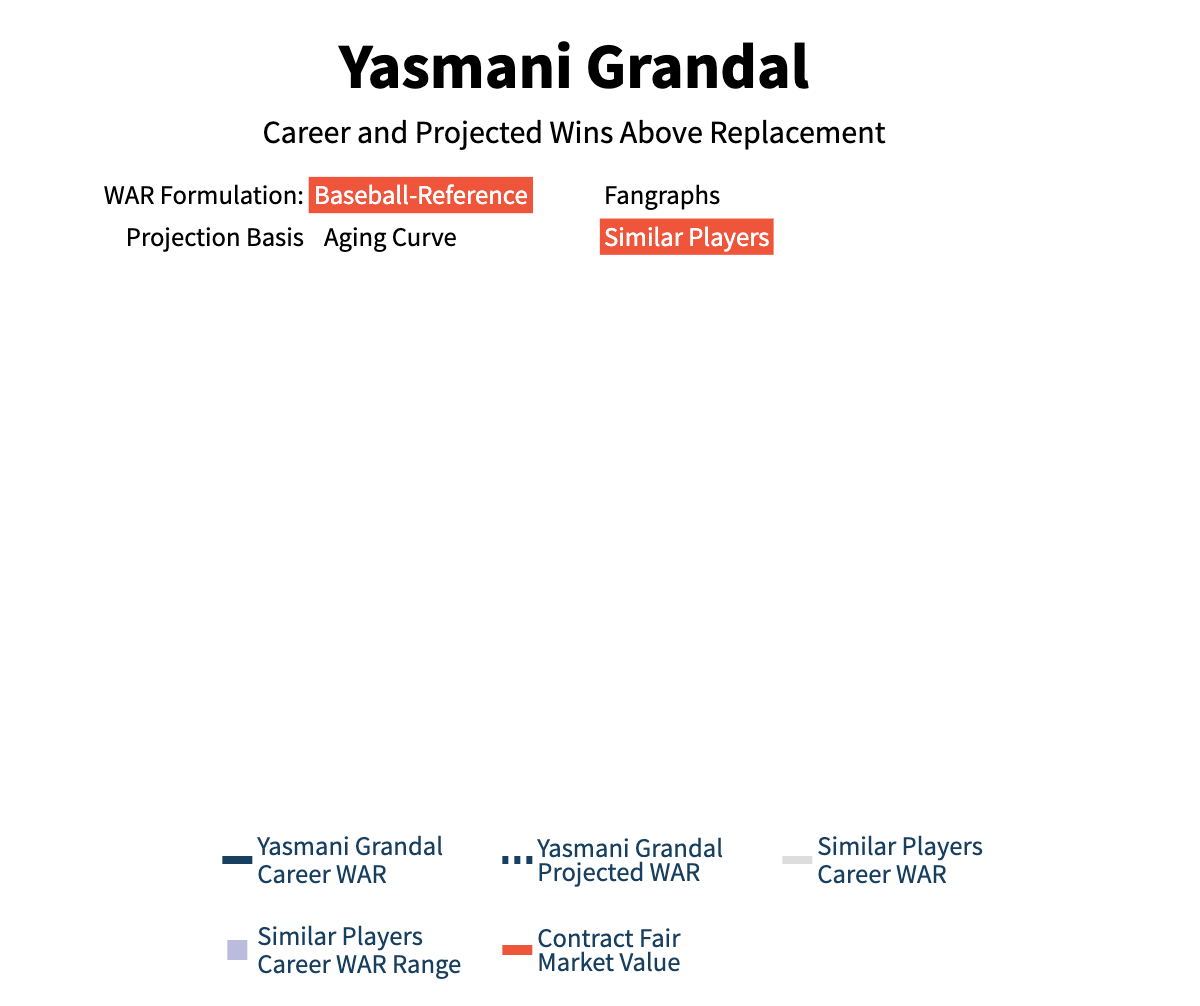 Yasmani Grandal
Career and Projected Wins Above Replacement
WAR Formulation: Baseball-Reference Fangraphs
Projection Basis Aging Curve Similar Players
Yasmani Grandal
Career WAR
Yasmani Grandal
Projected WAR
Similar Players
Career WAR
Similar Players
Career WAR Range
Contract Fair
Market Value